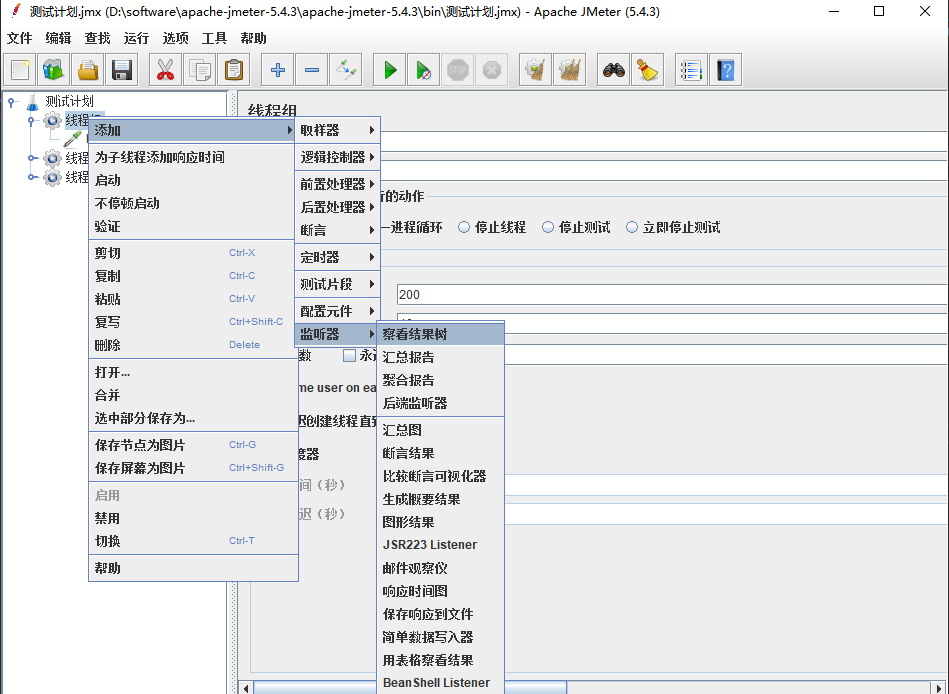 测试计划.jmx (D:\software\apache-jmeter-5.4.3\apache-jmeter-5.4.3\bin\测试计划.jmx) - Apache JMeter (5.4.3)
文件 编辑 查找 运行 选项 工具 帮助
STOP
测试计划
线程组
线程
线程
线程组
添加
为子线程添加响应时间
启动
不停顿启动
验证
剪切 Ctrl-X
复制 Ctrl-C
粘贴 Ctrl-V
复写 Ctrl+Shift-C
删除 Delete
打开...
合并
选中部分保存为...
保存节点为图片 Ctrl-G
保存屏幕为图片 Ctrl+Shift-G
启用
禁用
切换 Ctrl-T
帮助
取样器
逻辑控制器
前置处理器
后置处理器
断言
定时器
测试片段
配置元件
监听器
察看结果树
汇总报告
聚合报告
后端监听器
汇总图
断言结果
比较断言可视化器
生成概要结果
图形结果
JSR223 Listener
邮件观察仪
响应时间图
保存响应到文件
简单数据写入器
用表格察看结果
BeanShell Listener
的动作
一进程循环 停止线程 停止测试 立即停止测试
200
数 永
me user on ea
迟创建线程直
度器
间（秒）
迟（秒）